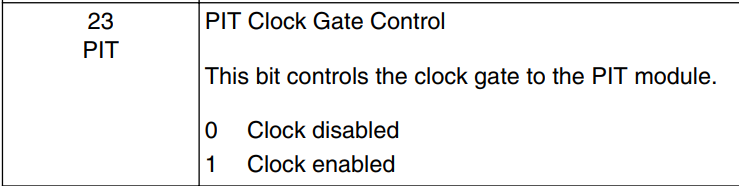 23
PIT
PIT Clock Gate Control
This bit controls the clock gate to the PIT module.
0 Clock disabled
1 Clock enabled